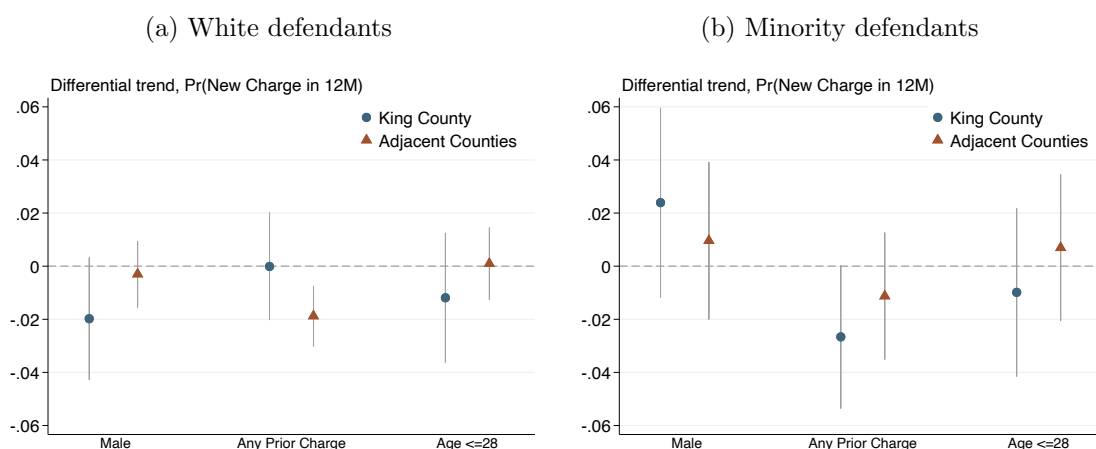 (a) White defendants
Differential trend, Pr(New Charge in 12M)
King County
Adjacent Counties
.06
.04
.02
0
-.02
-.04
-.06
Male
Any Prior Charge
Age <=28
(b) Minority defendants
Differential trend, Pr(New Charge in 12M)
King County
Adjacent Counties
.06
.04
.02
0
-.02
-.04
-.06
Male
Any Prior Charge
Age <=28